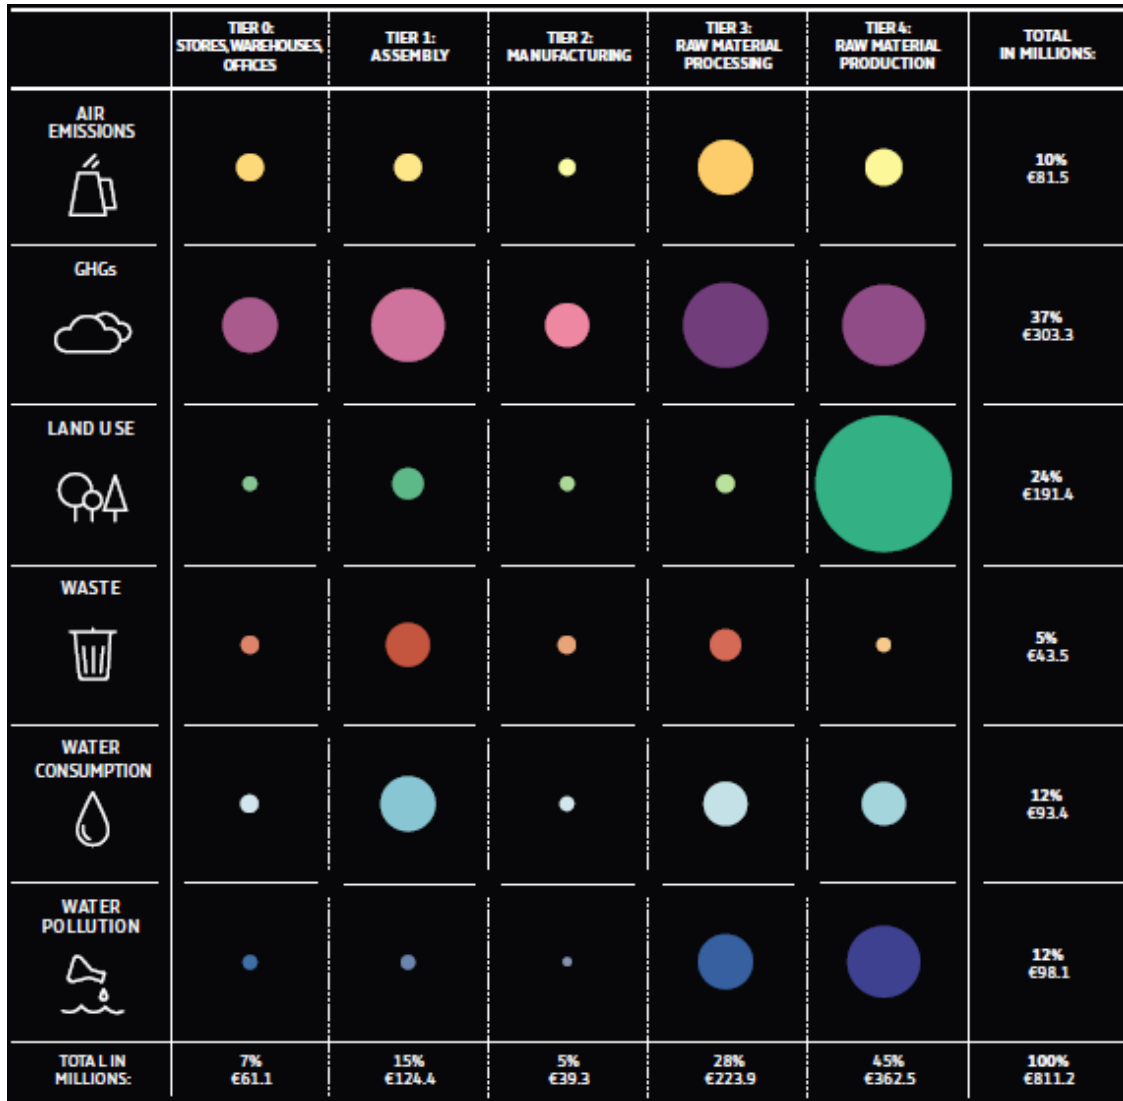 TIER 0:
STORES, WAREHOUSES,
OFFICES
TIER 1:
ASSEMBLY
TIER 2:
MANUFACTURING
TIER 3:
RAW MATERIAL
PROCESSING
TIER 4:
RAW MATERIAL
PRODUCTION
TOTAL
IN MILLIONS:
AIR
EMISSIONS
10%
€81.5
GHGs
37%
€303.3
LAND USE
24%
€191.4
WASTE
5%
€43.5
WATER
CONSUMPTION
12%
€93.4
WATER
POLLUTION
12%
€98.1
TOTAL IN
MILLIONS:
7%
€61.1
15%
€124.4
5%
€39.3
28%
€223.9
45%
€362.5
100%
€811.2